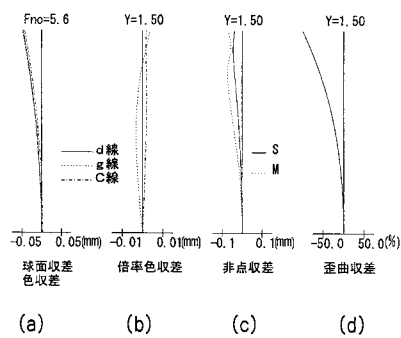 Fno=5.6 Y=1.50 Y=1.50 Y=1.50
d線
g線
C線
S
M
-0.05 0.05(mm) -0.01 0.01(mm) -0.1 0.1(mm) -50.0 0 50.0(%)
球面収差 倍率色収差 非点収差 歪曲収差
色収差
(a) (b) (c) (d)